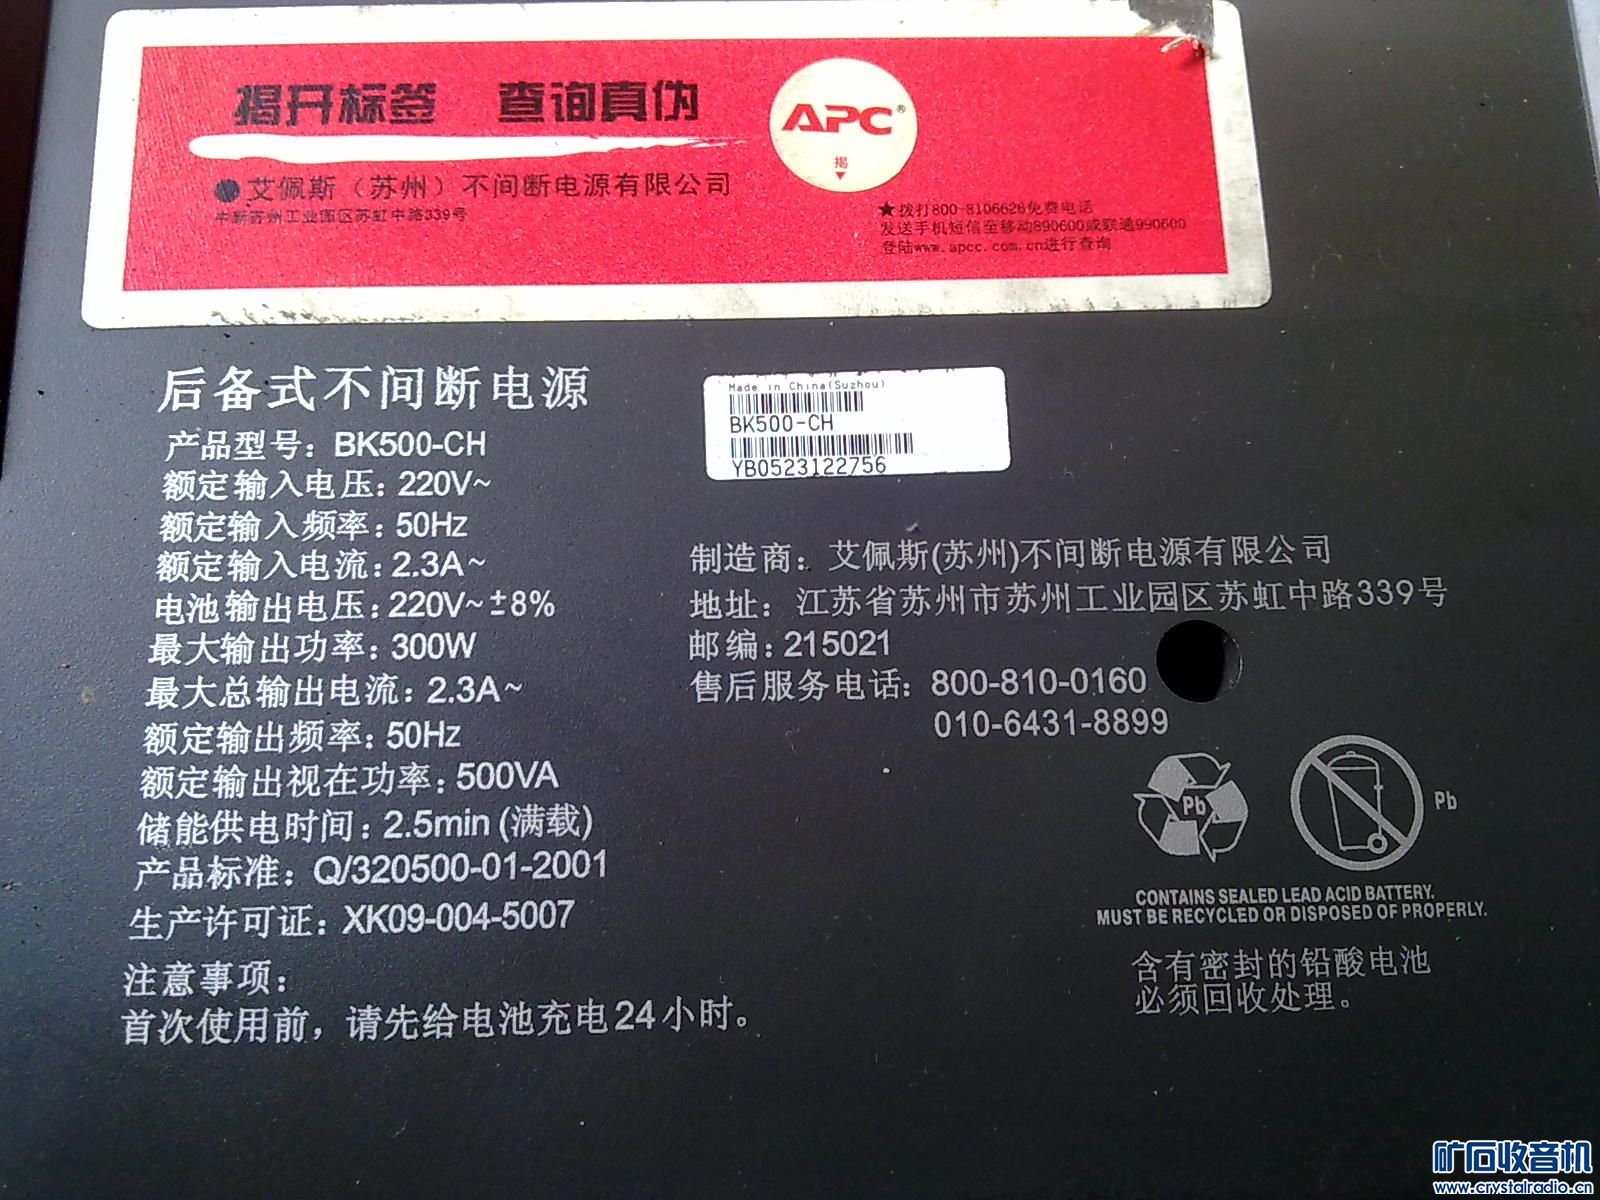 揭开标签 查询真伪
APC®
揭
●艾佩斯（苏州）不间断电源有限公司
新苏州工业园区苏虹中路339号
★拨打800-8106626免费电话
发送手机短信至移动890600或联通990600
登陆www.apcc.com.cn进行查询
后备式不间断电源
产品型号: BK500-CH
额定输入电压: 220V~
额定输入频率: 50Hz
额定输入电流: 2.3A~
电池输出电压: 220V~±8%
最大输出功率: 300W
最大总输出电流: 2.3A~
额定输出频率: 50Hz
额定输出视在功率: 500VA
储能供电时间: 2.5min (满载)
产品标准: Q/320500-01-2001
生产许可证: XK09-004-5007
注意事项:
首次使用前，请先给电池充电24小时。
Made in China(Suzhou)
BK500-CH
YB0523122756
制造商: 艾佩斯(苏州)不间断电源有限公司
地址: 江苏省苏州市苏州工业园区苏虹中路339号
邮编: 215021
售后服务电话: 800-810-0160
010-6431-8899
Pb
Pb
CONTAINS SEALED LEAD ACID BATTERY.
MUST BE RECYCLED OR DISPOSED OF PROPERLY.
含有密封的铅酸电池
必须回收处理。
矿石收音机
www.crystalradio.cn